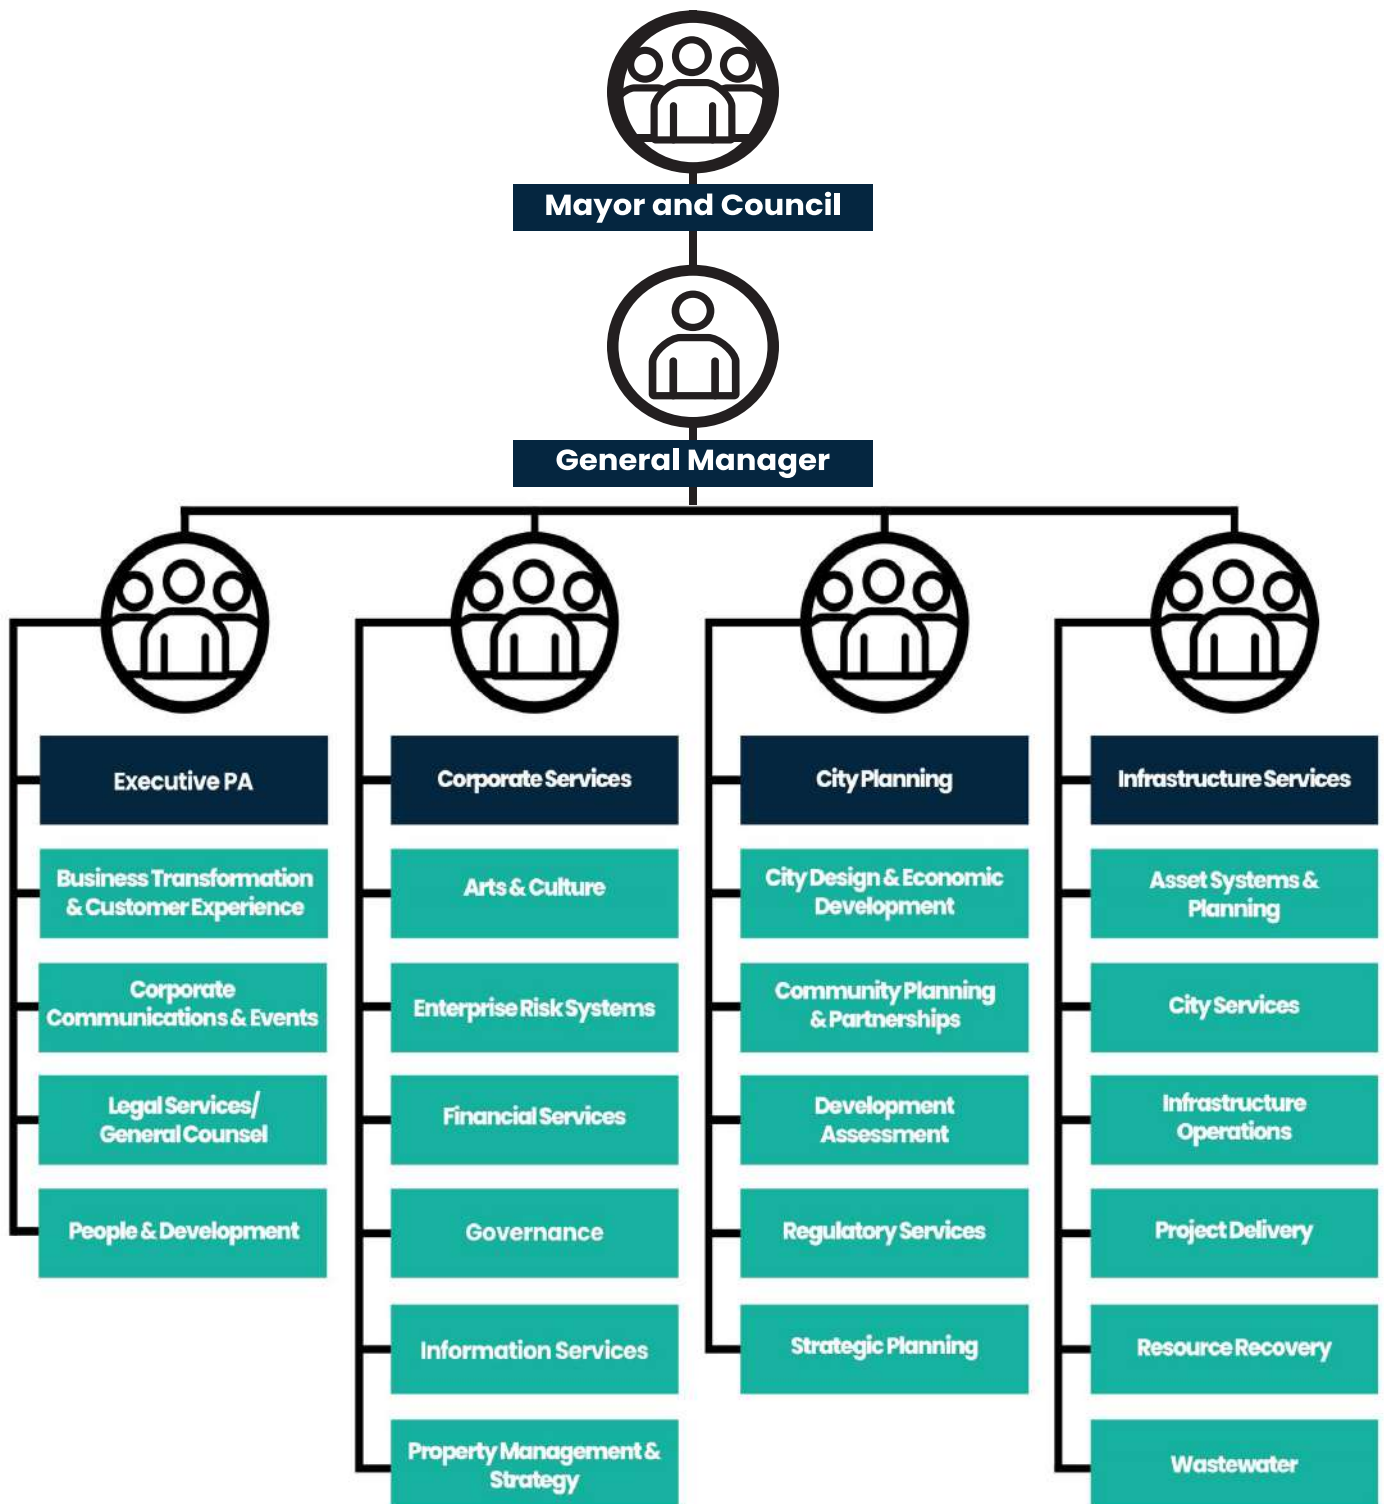 Mayor and Council
General Manager
Executive PA
Business Transformation
& Customer Experience
Corporate
Communications & Events
Legal Services/
General Counsel
People & Development
Corporate Services
Arts & Culture
Enterprise Risk Systems
Financial Services
Governance
Information Services
Property Management &
Strategy
City Planning
City Design & Economic
Development
Community Planning
& Partnerships
Development
Assessment
Regulatory Services
Strategic Planning
Infrastructure Services
Asset Systems &
Planning
City Services
Infrastructure
Operations
Project Delivery
Resource Recovery
Wastewater